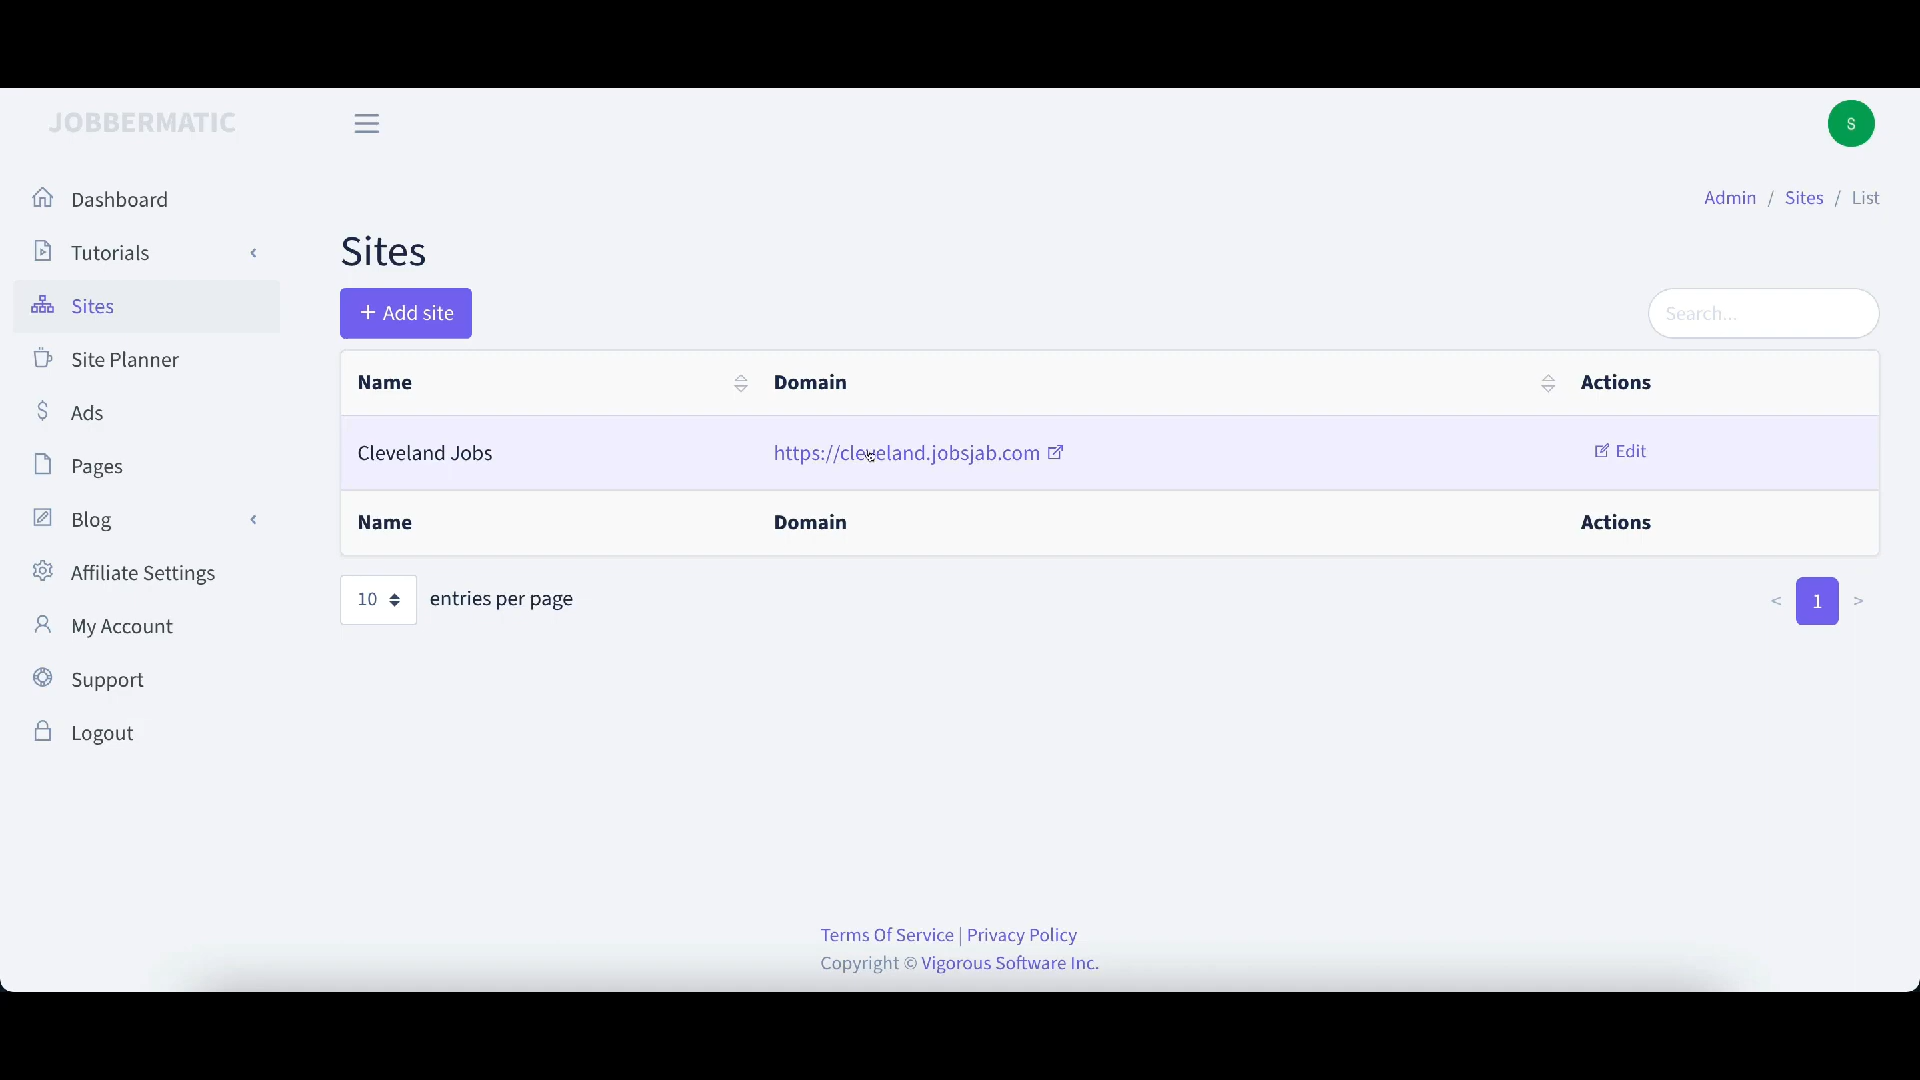 JOBBERMATIC
S
Dashboard
Tutorials
Sites
Site Planner
Ads
Pages
Blog
Affiliate Settings
My Account
Support
Logout
Admin / Sites / List
Sites
+ Add site
Search...
Name Domain Actions
Cleveland Jobs https://cleveland.jobsjab.com Edit
Name Domain Actions
10 entries per page
< 1 >
Terms Of Service | Privacy Policy
Copyright © Vigorous Software Inc.